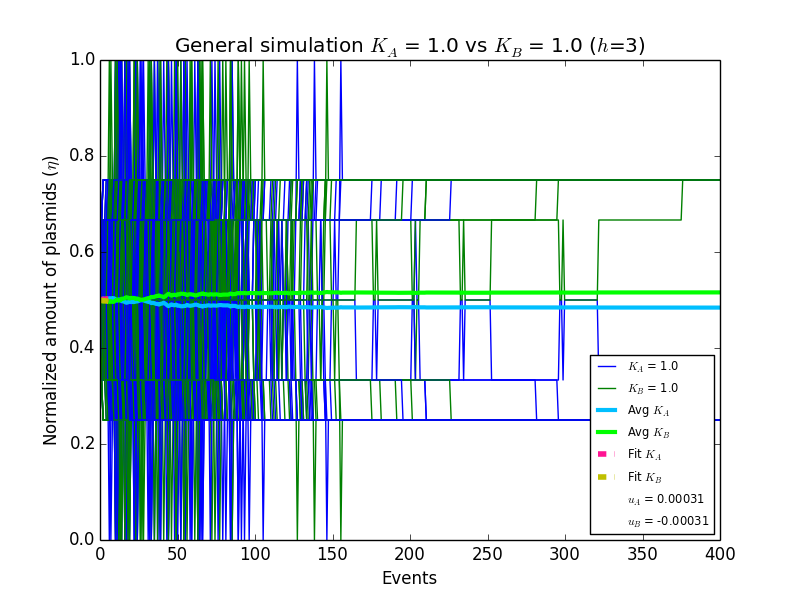 General simulation K_A = 1.0 vs K_B = 1.0 (h=3)
Normalized amount of plasmids (η)
1.0
0.8
0.6
0.4
0.2
0.0
K_A = 1.0
K_B = 1.0
Avg K_A
Avg K_B
Fit K_A
Fit K_B
u_A = 0.00031
u_B = -0.00031
0 50 100 150 200 250 300 350 400
Events